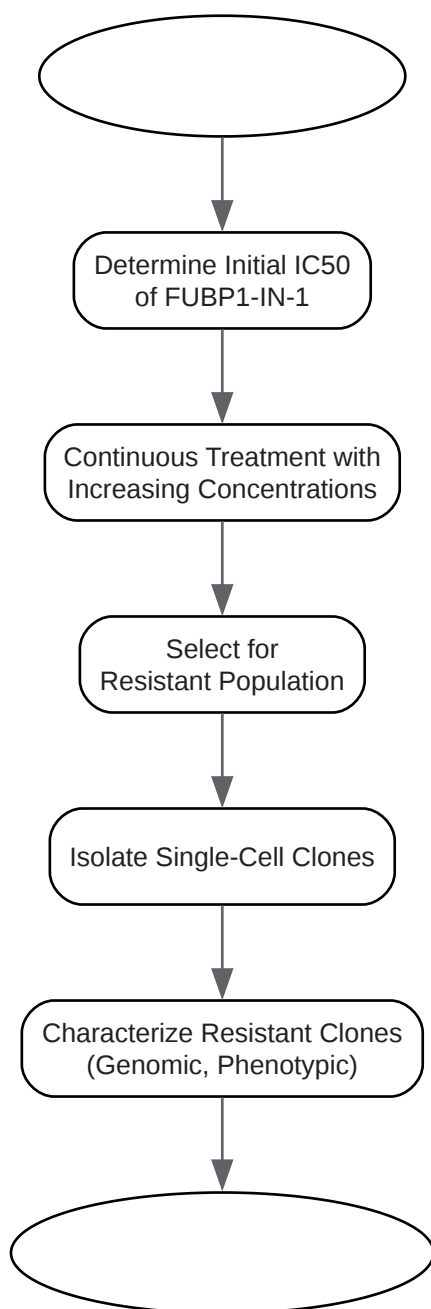 Determine Initial IC50
of FUBP1-IN-1
Continuous Treatment with
Increasing Concentrations
Select for
Resistant Population
Isolate Single-Cell Clones
Characterize Resistant Clones
(Genomic, Phenotypic)